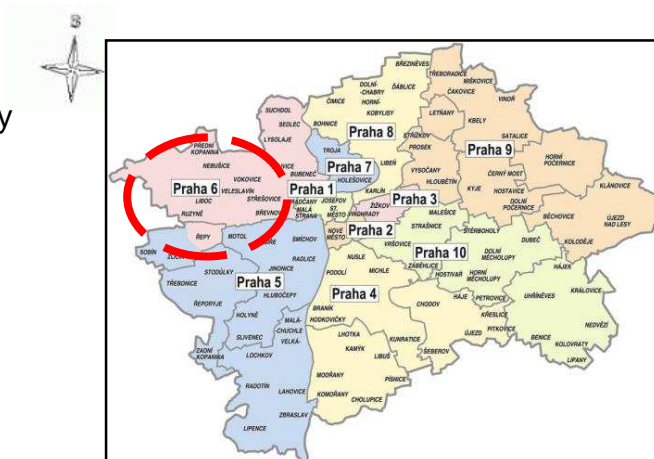 S
y
BŘEZINĚVES
DOLNÍ-
CHABRY
ĎÁBLICE
ČIMICE
HORNÍ-
KOBYLISY
BOHNICE
Praha 8
TŘEBORADICE
MIŠKOVICE
ČAKOVICE
VINOŘ
LETŇANY
KBELY
SATALICE
STŘÍŽKOV
PROSEK
Praha 9
HORNÍ
POČERNICE
VYSOČANY
HLOUBĚTÍN
ČERNÝ MOST
HOSTAVICE
KYJE
DOLNÍ
POČERNICE
KLÁNOVICE
BĚCHOVICE
ÚJEZD
NAD LESY
KOLODĚJE
SUCHDOL
SEDLEC
LYSOLAJE
PŘEDNÍ
KOPANINA
NEBUŠICE
VICE
TROJA
Praha 7
HOLEŠOVICE
LIBEŇ
BUBENEČ
VOKOVICE
Praha 6
VELESLAVÍN
LIBOC
STŘEŠOVICE
RUZYNĚ
BŘEVNOV
Praha 1
HRADČANY
MALÁ
STRANA
JOSEFOV
ST.
MĚSTO
KARLÍN
Praha 3
ŽIŽKOV
VINOHRADY
NOVÉ
MĚSTO
Praha 2
MALEŠICE
STRAŠNICE
ŠTĚRBOHOLY
VRŠOVICE
Praha 10
DUBEČ
DOLNÍ
MĚCHOLUPY
ZÁBĚHLICE
HOSTIVAŘ
HORNÍ
MĚCHOLUPY
HÁJEK
UHŘÍNĚVES
KRÁLOVICE
PETROVICE
KŘESLICE
PITKOVICE
NEDVĚZÍ
BENICE
KOLOVRATY
LIPANY
ŘEPY
MOTOL
SOBÍN
SMÍCHOV
RADLICE
STODŮLKY
JINONICE
Praha 5
TŘEBONICE
HLUBOČEPY
ŘEPORYJE
HOLYNĚ
SLIVENEC
MALÁ-
CHUCHLE
VELKÁ-
ZADNÍ
KOPANINA
LOCHKOV
RADOTÍN
LAHOVICE
LIPENCE
ZBRASLAV
NUSLE
PODOLÍ
MICHLE
Praha 4
BRANÍK
HODKOVIČKY
CHODOV
HÁJE
ÚJEZD
LHOTKA
KAMÝK
KUNRATICE
ŠEBEROV
LIBUŠ
MODŘANY
PÍSNICE
KOMOŘANY
CHOLUPICE